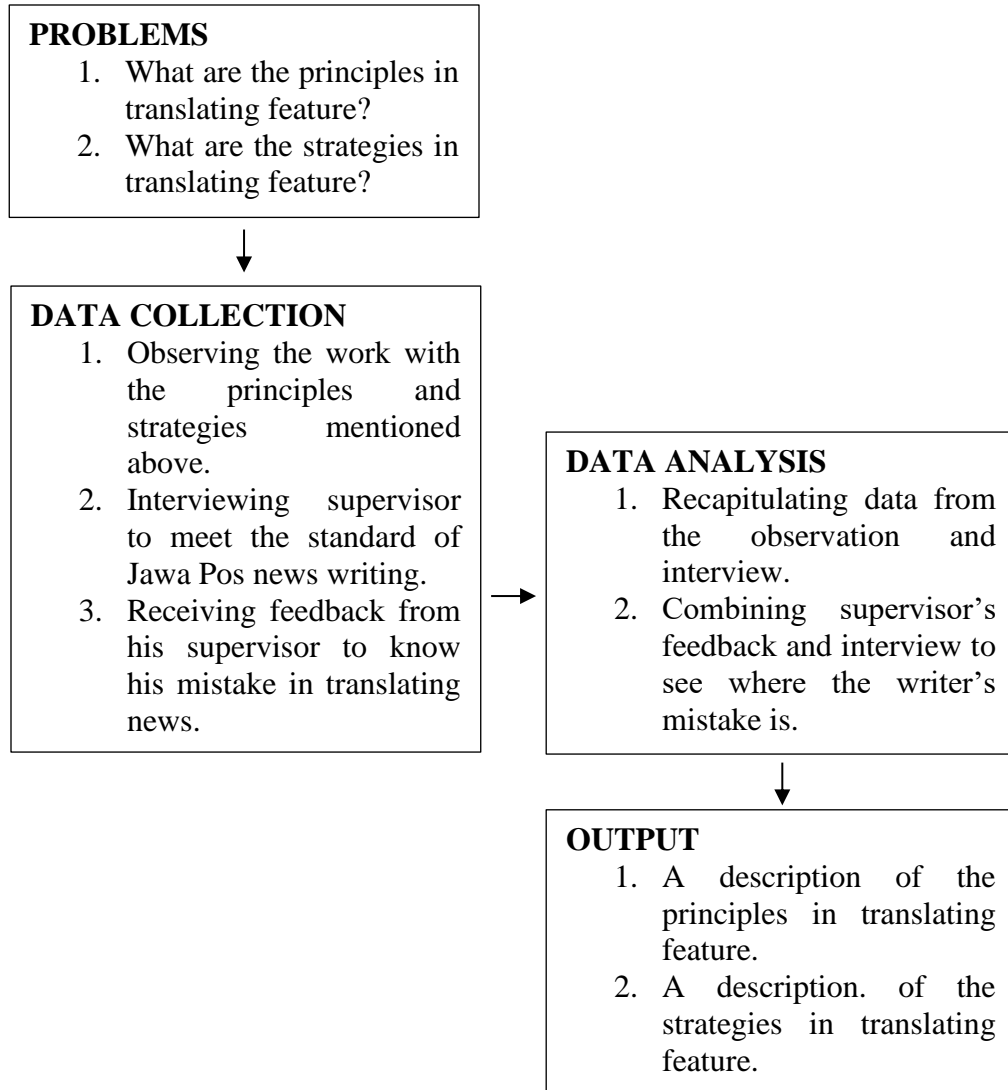 PROBLEMS
1. What are the principles in
translating feature?
2. What are the strategies in
translating feature?
DATA COLLECTION
1. Observing the work with
the principles and
strategies mentioned
above.
2. Interviewing supervisor
to meet the standard of
Jawa Pos news writing.
3. Receiving feedback from
his supervisor to know
his mistake in translating
news.
DATA ANALYSIS
1. Recapitulating data from
the observation and
interview.
2. Combining supervisor's
feedback and interview to
see where the writer's
mistake is.
OUTPUT
1. A description of the
principles in translating
feature.
2. A description. of the
strategies in translating
feature.